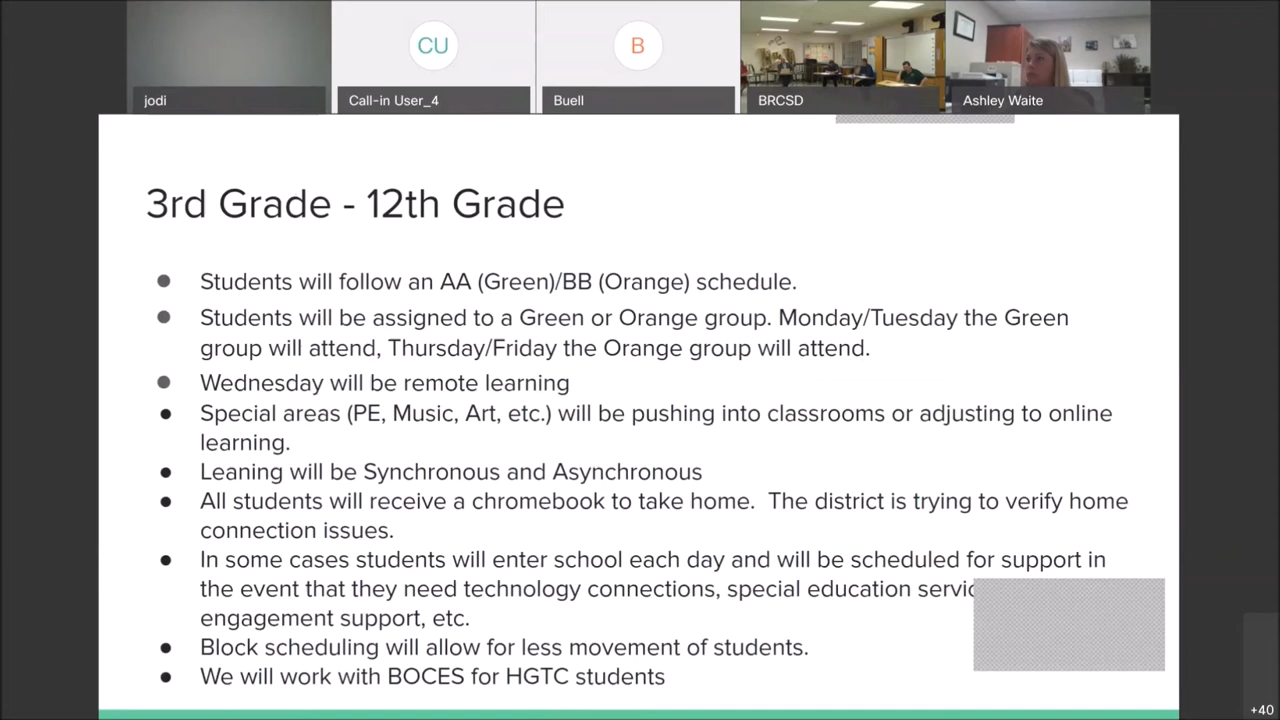 CU
B
jodi
Call-in User_4
Buell
BRCSD
Ashley Waite
3rd Grade - 12th Grade
Students will follow an AA (Green)/BB (Orange) schedule.
Students will be assigned to a Green or Orange group. Monday/Tuesday the Green
group will attend, Thursday/Friday the Orange group will attend.
Wednesday will be remote learning
Special areas (PE, Music, Art, etc.) will be pushing into classrooms or adjusting to online
learning.
Leaning will be Synchronous and Asynchronous
All students will receive a chromebook to take home. The district is trying to verify home
connection issues.
In some cases students will enter school each day and will be scheduled for support in
the event that they need technology connections, special education
engagement support, etc.
Block scheduling will allow for less movement of students.
We will work with BOCES for HGTC students
+40